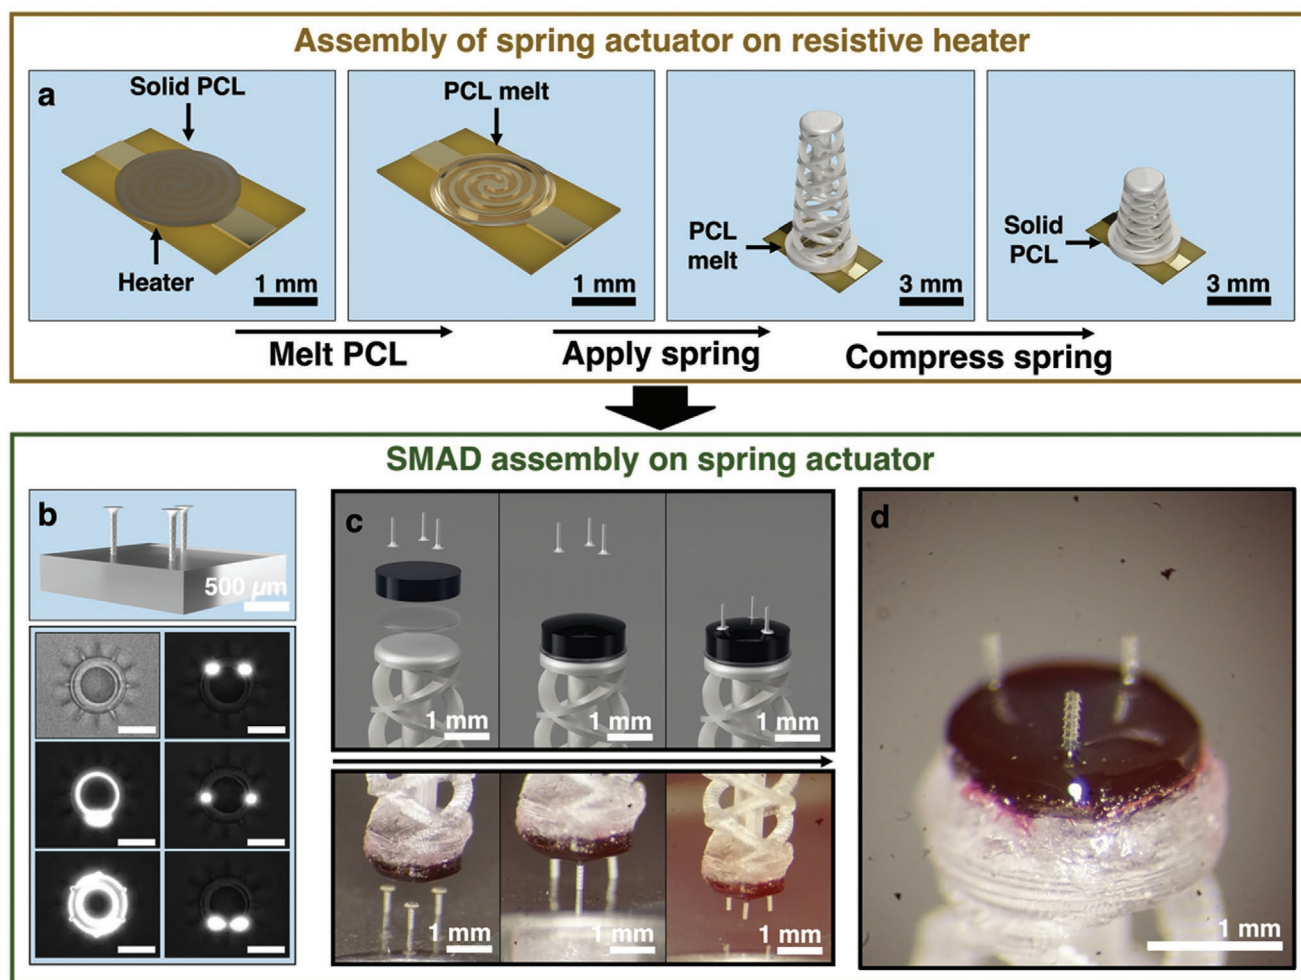 Assembly of spring actuator on resistive heater
a
Solid PCL
Heater
1 mm
PCL melt
1 mm
PCL
melt
3 mm
Solid
PCL
3 mm
Melt PCL
Apply spring
Compress spring
SMAD assembly on spring actuator
b
500 µm
c
1 mm
1 mm
1 mm
1 mm
1 mm
1 mm
d
1 mm